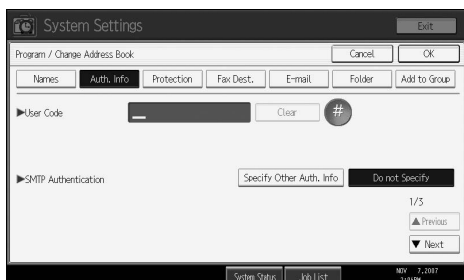 System Settings Exit
Program / Change Address Book Cancel OK
Names Auth. Info Protection Fax Dest. E-mail Folder Add to Group
►User Code Clear #
►SMTP Authentication Specify Other Auth. Info Do not Specify
1/3
▲ Previous
▼ Next
System Status Job List NOV 7,2007